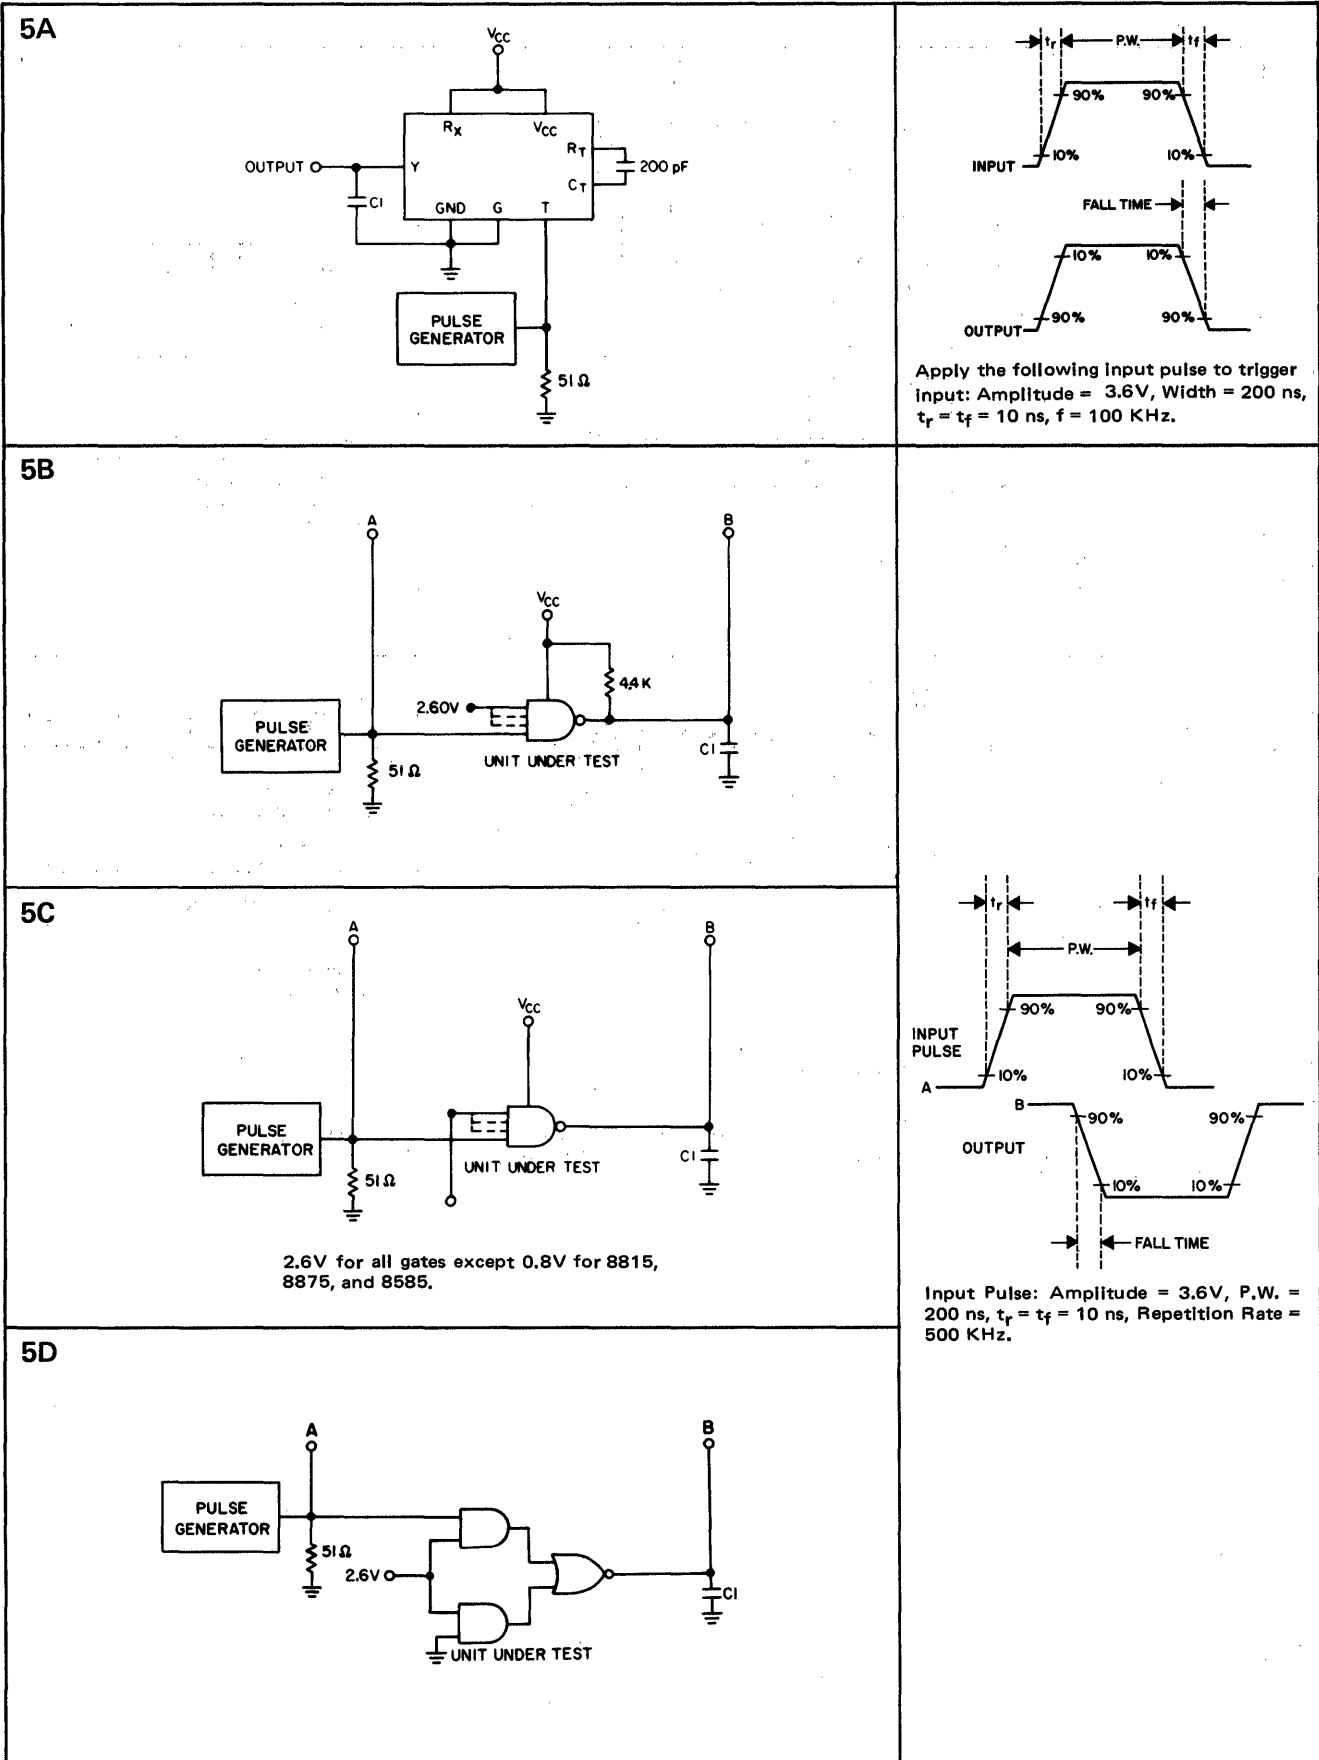 5A
VCC
RX VCC
RT
OUTPUT Y
200 pF
CT
C1
GND G T
PULSE
GENERATOR
51 Ω
tr P.W. tf
90% 90%
INPUT 10% 10%
FALL TIME
10% 10%
OUTPUT 90% 90%
Apply the following input pulse to trigger
input: Amplitude = 3.6V, Width = 200 ns,
tr = tf = 10 ns, f = 100 KHz.
5B
A B
VCC
4.4 K
2.60V
PULSE
GENERATOR
C1
UNIT UNDER TEST
51 Ω
5C
A B
VCC
PULSE
GENERATOR
C1
UNIT UNDER TEST
51 Ω
2.6V for all gates except 0.8V for 8815,
8875, and 8585.
tr tf
P.W.
90% 90%
INPUT
PULSE
10% 10%
A
B
90% 90%
OUTPUT
10% 10%
FALL TIME
Input Pulse: Amplitude = 3.6V, P.W. =
200 ns, tr = tf = 10 ns, Repetition Rate =
500 KHz.
5D
A B
PULSE
GENERATOR
51 Ω
2.6V
C1
UNIT UNDER TEST